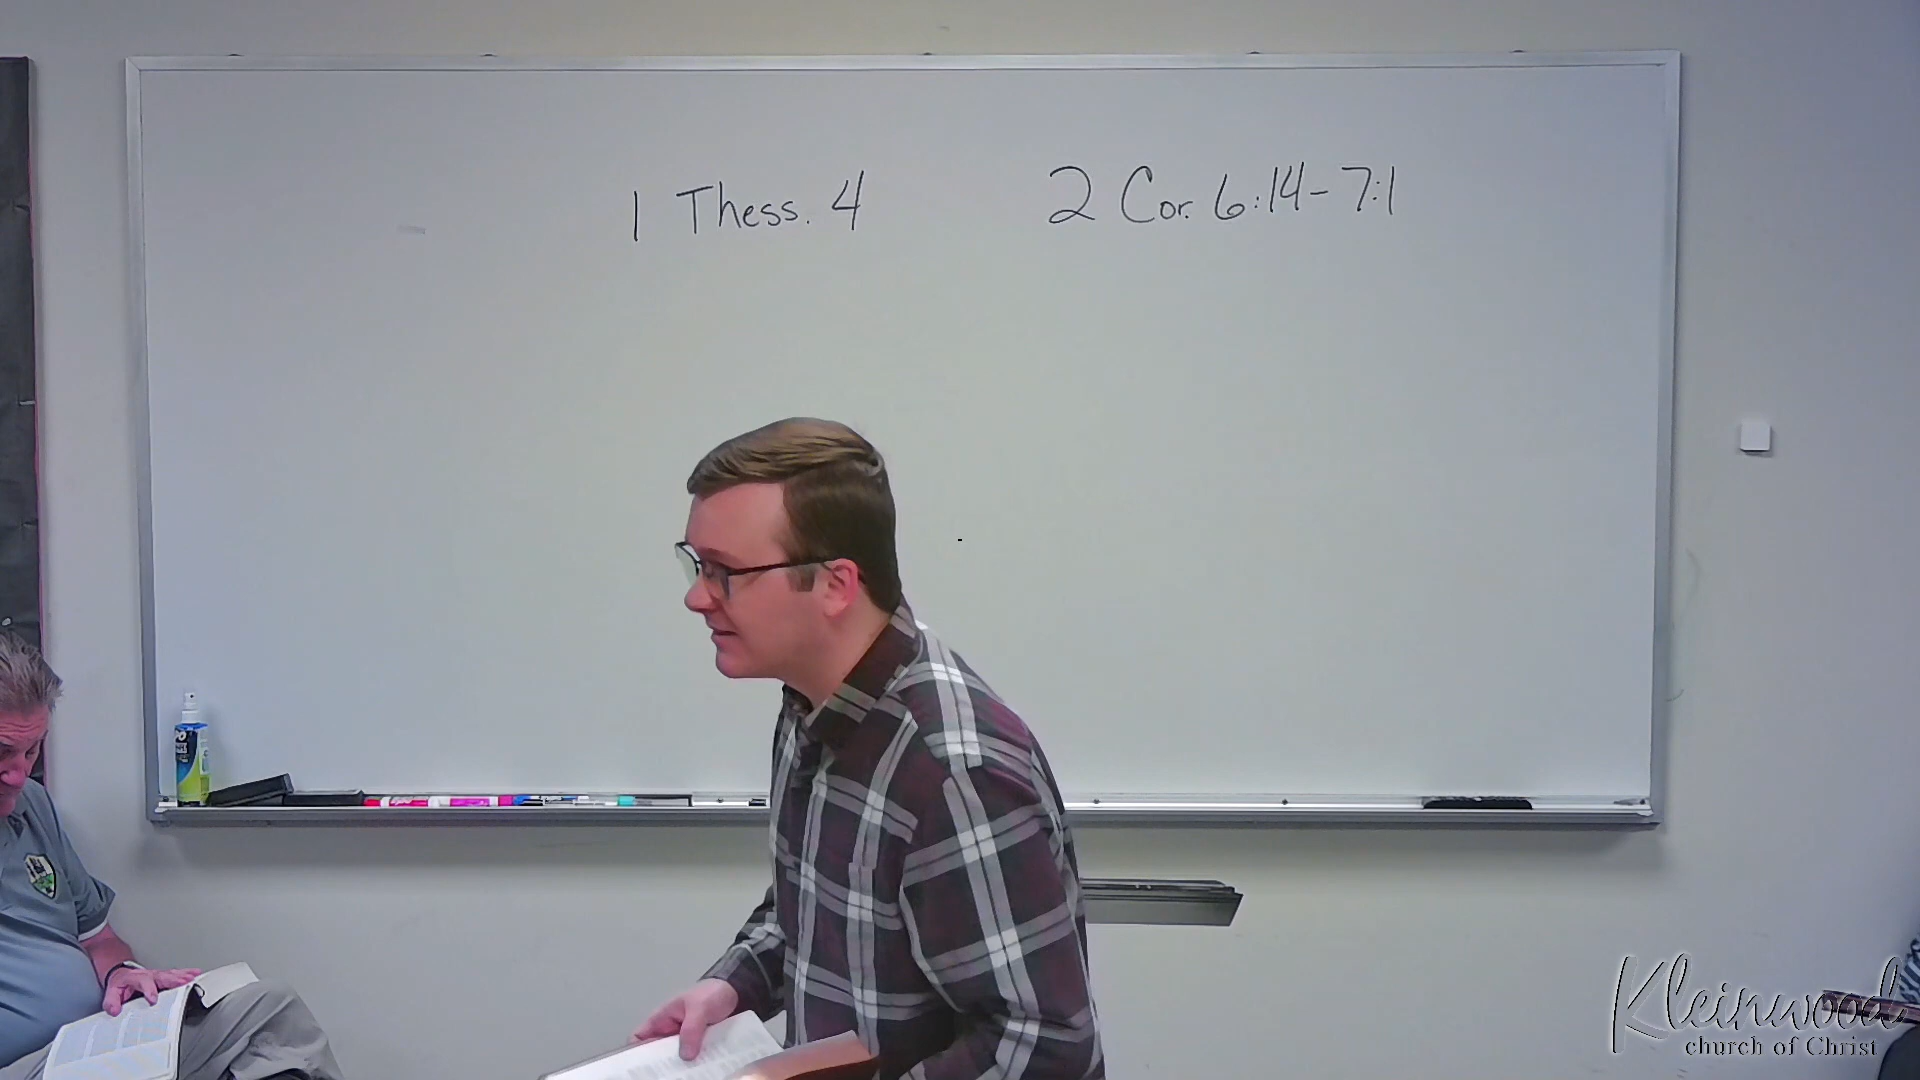 1 Thess. 4
2 Cor. 6:14-7:1
Kleinwood
church of Christ